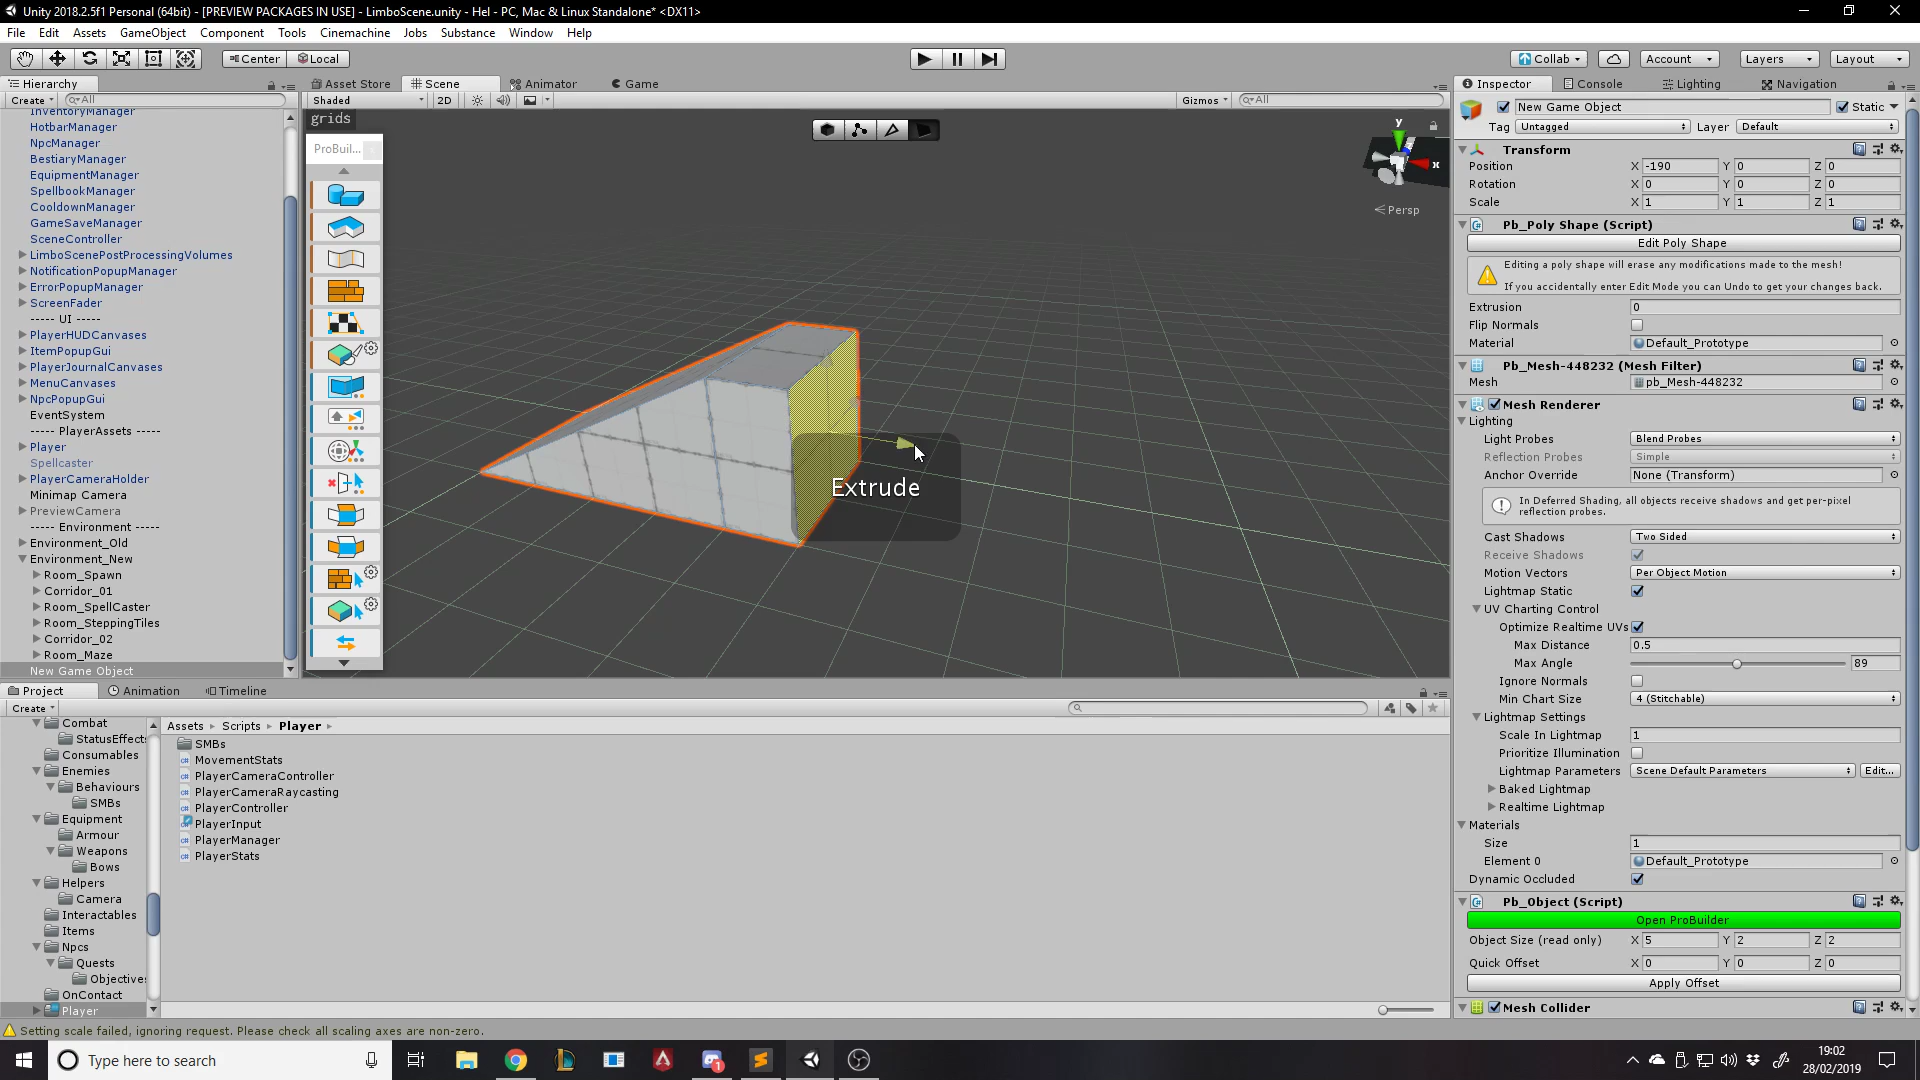 Unity 2018.2.5f1 Personal (64bit) - [PREVIEW PACKAGES IN USE] - LimboScene.unity - Hel - PC, Mac & Linux Standalone* <DX11>
File Edit Assets GameObject Component Tools Cinemachine Jobs Substance Window Help
Center Local Collab Account Layers Layout
Hierarchy
Asset Store Scene Animator Game
Inspector Console Lighting Navigation
Create All
Shaded 2D Gizmos All
InventoryManager
HotbarManager
NpcManager
BestiaryManager
EquipmentManager
SpellbookManager
CooldownManager
GameSaveManager
SceneController
LimboScenePostProcessingVolumes
NotificationPopupManager
ErrorPopupManager
ScreenFader
----- UI -----
PlayerHUDCanvases
ItemPopupGui
PlayerJournalCanvases
MenuCanvases
NpcPopupGui
EventSystem
----- PlayerAssets -----
Player
Spellcaster
PlayerCameraHolder
Minimap Camera
PreviewCamera
----- Environment -----
Environment_Old
Environment_New
Room_Spawn
Corridor_01
Room_SpellCaster
Room_SteppingTiles
Corridor_02
Room_Maze
New Game Object
grids
ProBuil...
y
x
Persp
Extrude
New Game Object Static
Tag Untagged Layer Default
Transform
Position X -190 Y 0 Z 0
Rotation X 0 Y 0 Z 0
Scale X 1 Y 1 Z 1
Pb_Poly Shape (Script)
Edit Poly Shape
Editing a poly shape will erase any modifications made to the mesh!
If you accidentally enter Edit Mode you can Undo to get your changes back.
Extrusion 0
Flip Normals
Material Default_Prototype
Pb_Mesh-448232 (Mesh Filter)
Mesh pb_Mesh-448232
Mesh Renderer
Lighting
Light Probes Blend Probes
Reflection Probes Simple
Anchor Override None (Transform)
In Deferred Shading, all objects receive shadows and get per-pixel
reflection probes.
Cast Shadows Two Sided
Receive Shadows
Motion Vectors Per Object Motion
Lightmap Static
UV Charting Control
Optimize Realtime UVs
Max Distance 0.5
Max Angle 89
Ignore Normals
Min Chart Size 4 (Stitchable)
Lightmap Settings
Scale In Lightmap 1
Prioritize Illumination
Lightmap Parameters Scene Default Parameters Edit...
Baked Lightmap
Realtime Lightmap
Materials
Size 1
Element 0 Default_Prototype
Dynamic Occluded
Pb_Object (Script)
Open ProBuilder
Object Size (read only) X 5 Y 2 Z 2
Quick Offset X 0 Y 0 Z 0
Apply Offset
Mesh Collider
Project Animation Timeline
Create
Combat
StatusEffects
Consumables
Enemies
Behaviours
SMBs
Equipment
Armour
Weapons
Bows
Helpers
Camera
Interactables
Items
Npcs
Quests
Objectives
OnContact
Player
Assets Scripts Player
SMBs
MovementStats
PlayerCameraController
PlayerCameraRaycasting
PlayerController
PlayerInput
PlayerManager
PlayerStats
Setting scale failed, ignoring request. Please check all scaling axes are non-zero.
Type here to search
1
19:02
28/02/2019